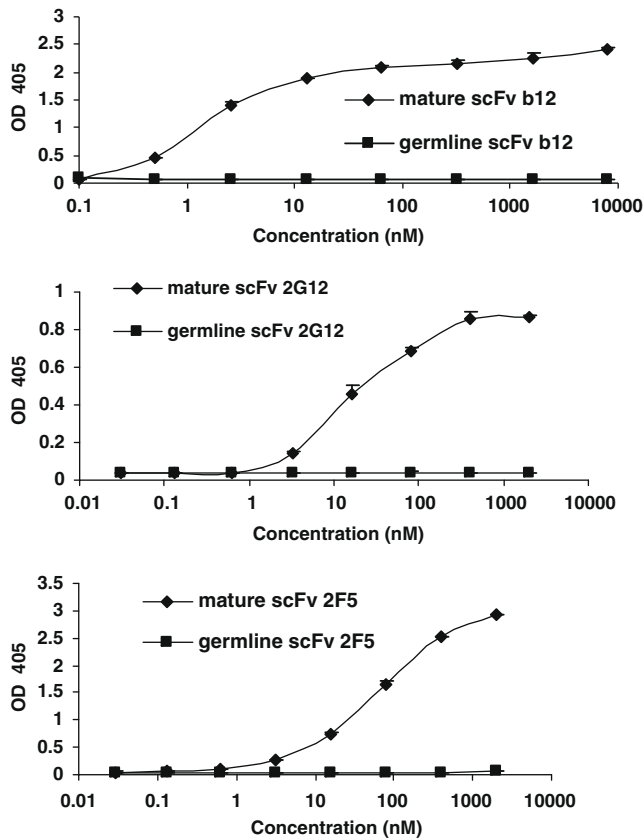 3
2.5
2
1.5
1
0.5
0
OD 405
mature scFv b12
germline scFv b12
0.1 1 10 100 1000 10000
Concentration (nM)
1
0.8
0.6
0.4
0.2
0
OD 405
mature scFv 2G12
germline scFv 2G12
0.01 0.1 1 10 100 1000 10000
Concentration (nM)
3.5
3
2.5
2
1.5
1
0.5
0
OD 405
mature scFv 2F5
germline scFv 2F5
0.01 0.1 1 10 100 1000 10000
Concentration (nM)